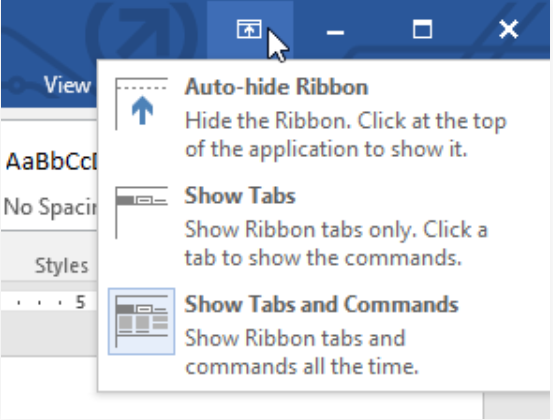 View
Auto-hide Ribbon
Hide the Ribbon. Click at the top
of the application to show it.
AaBbCcD
No Spacin
Show Tabs
Show Ribbon tabs only. Click a
tab to show the commands.
Styles
5
Show Tabs and Commands
Show Ribbon tabs and
commands all the time.